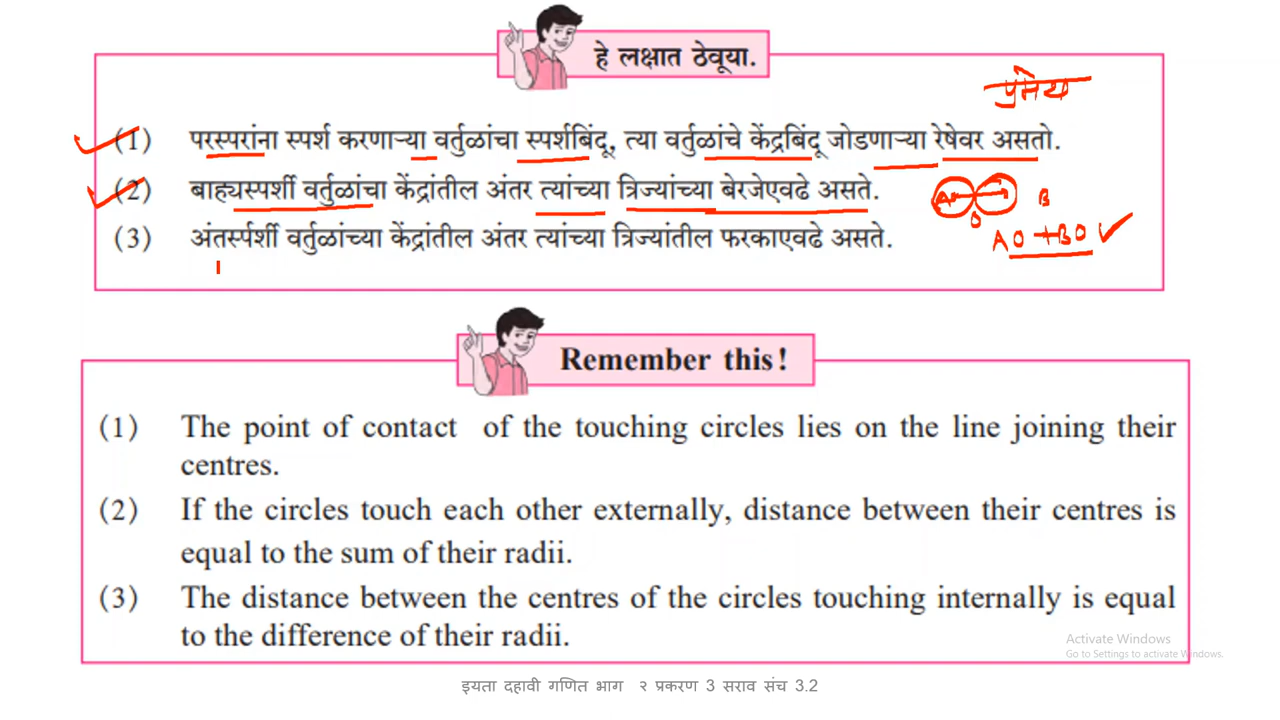 हे लक्षात ठेवूया.
प्रमेय
(1) परस्परांना स्पर्श करणाऱ्या वर्तुळांचा स्पर्शबिंदू, त्या वर्तुळांचे केंद्रबिंदू जोडणाऱ्या रेषेवर असतो.
(2) बाह्यस्पर्शी वर्तुळांचा केंद्रांतील अंतर त्यांच्या त्रिज्यांच्या बेरजेएवढे असते.
A B
O
(3) अंतर्स्पर्शी वर्तुळांच्या केंद्रांतील अंतर त्यांच्या त्रिज्यांतील फरकाएवढे असते.
AO + BO
Remember this!
(1) The point of contact of the touching circles lies on the line joining their
centres.
(2) If the circles touch each other externally, distance between their centres is
equal to the sum of their radii.
(3) The distance between the centres of the circles touching internally is equal
to the difference of their radii.
Activate Windows
Go to Settings to activate Windows.
इयता दहावी गणित भाग २ प्रकरण 3 सराव संच 3.2